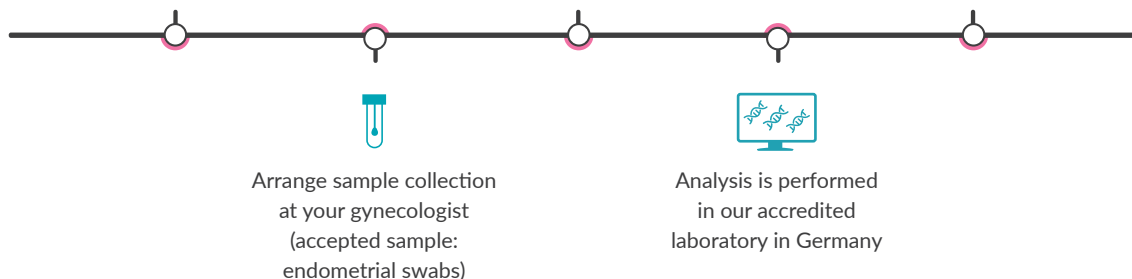 Arrange sample collection
at your gynecologist
(accepted sample:
endometrial swabs)
Analysis is performed
in our accredited
laboratory in Germany